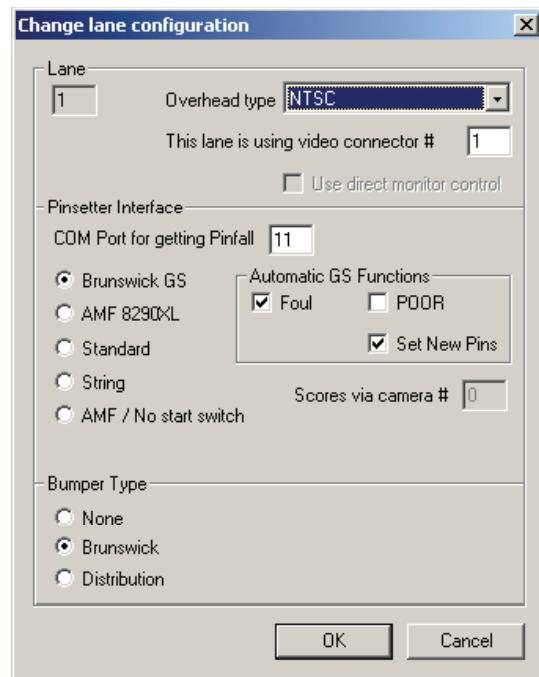 Change lane configuration
Lane
1
Overhead type NTSC
This lane is using video connector # 1
Use direct monitor control
Pinsetter Interface
COM Port for getting Pinfall 11
Brunswick GS
AMF 8290XL
Standard
String
AMF / No start switch
Automatic GS Functions
Foul
POOR
Set New Pins
Scores via camera # 0
Bumper Type
None
Brunswick
Distribution
OK
Cancel